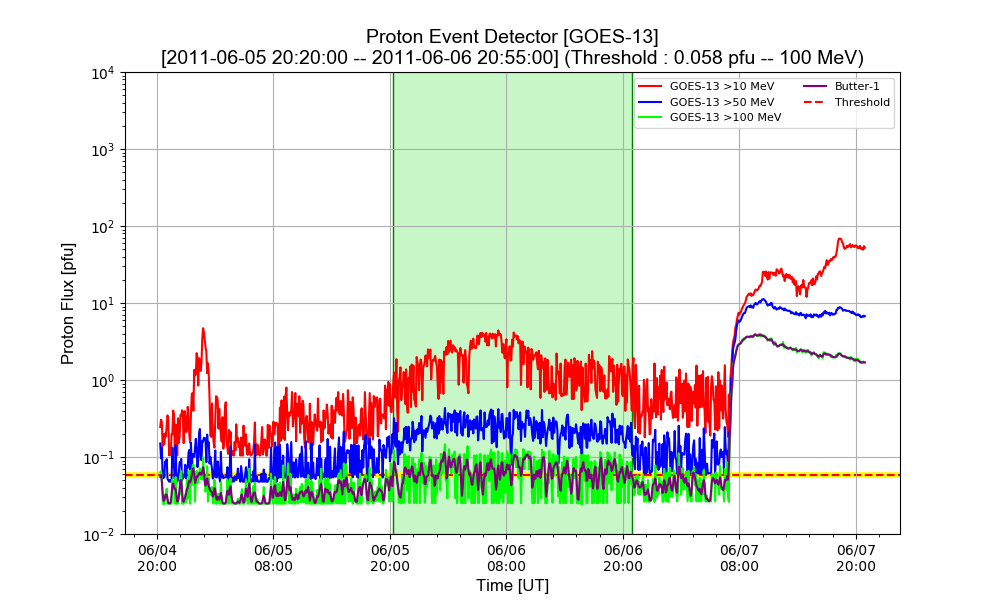 Proton Event Detector [GOES-13]
[2011-06-05 20:20:00 -- 2011-06-06 20:55:00] (Threshold : 0.058 pfu -- 100 MeV)
GOES-13 >10 MeV
GOES-13 >50 MeV
GOES-13 >100 MeV
Butter-1
Threshold
Proton Flux [pfu]
10^4
10^3
10^2
10^1
10^0
10^−1
10^−2
06/04 06/05 06/05 06/06 06/06 06/07 06/07
20:00 08:00 20:00 08:00 20:00 08:00 20:00
Time [UT]